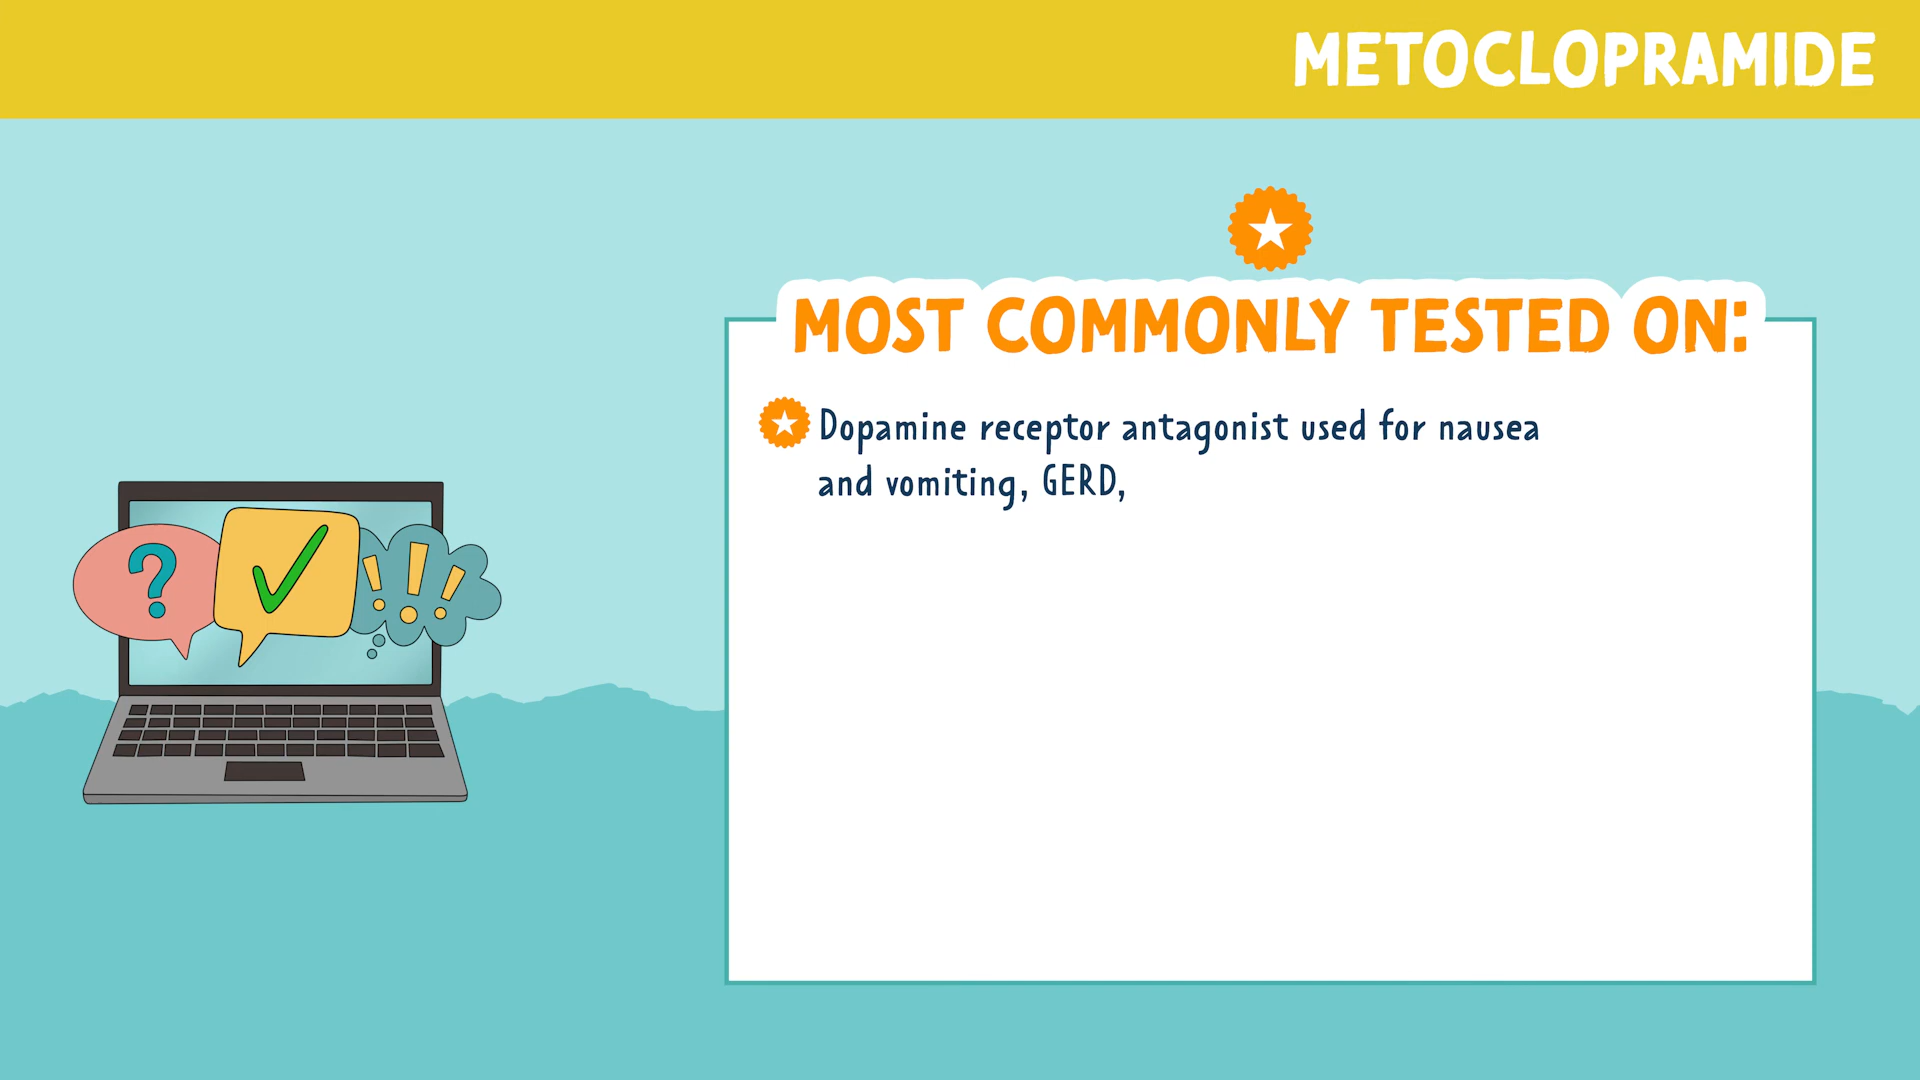 METOCLOPRAMIDE
MOST COMMONLY TESTED ON:
Dopamine receptor antagonist used for nausea
and vomiting, GERD,